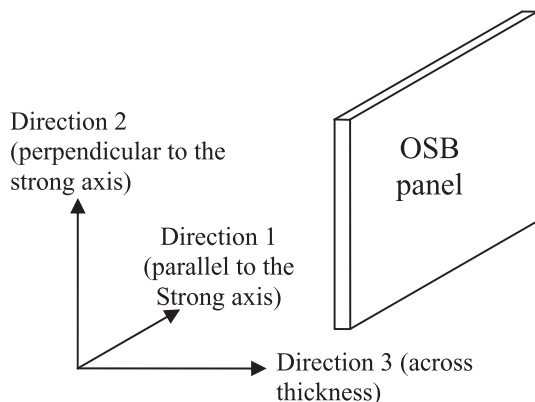 Direction 2
(perpendicular to the
strong axis)
OSB
panel
Direction 1
(parallel to the
Strong axis)
Direction 3 (across
thickness)